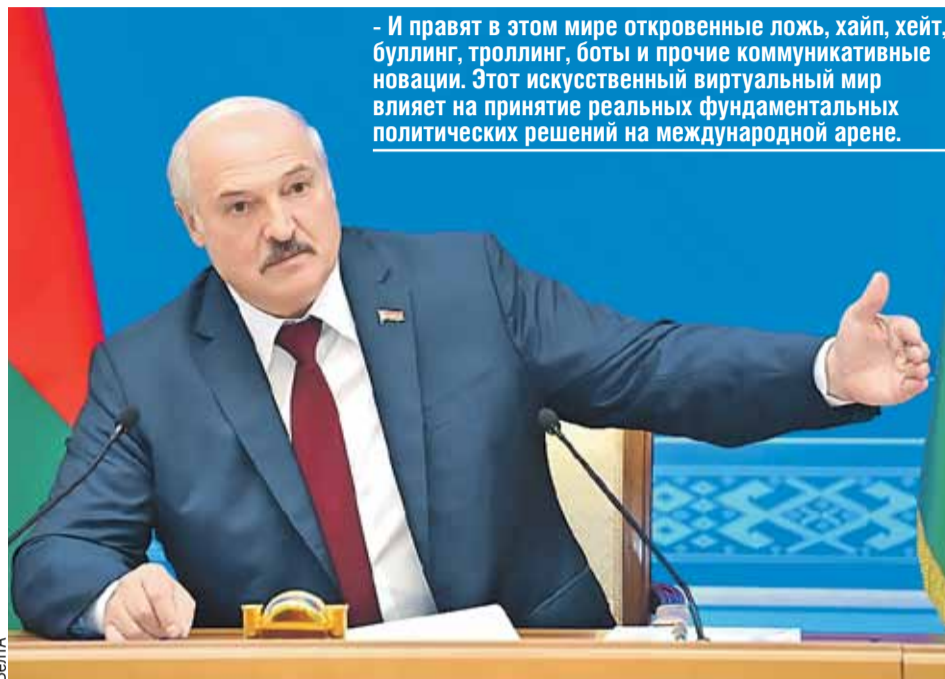 - И правят в этом мире откровенные ложь, хайп, хейт,
буллинг, троллинг, боты и прочие коммуникативные
новации. Этот искусственный виртуальный мир
влияет на принятие реальных фундаментальных
политических решений на международной арене.